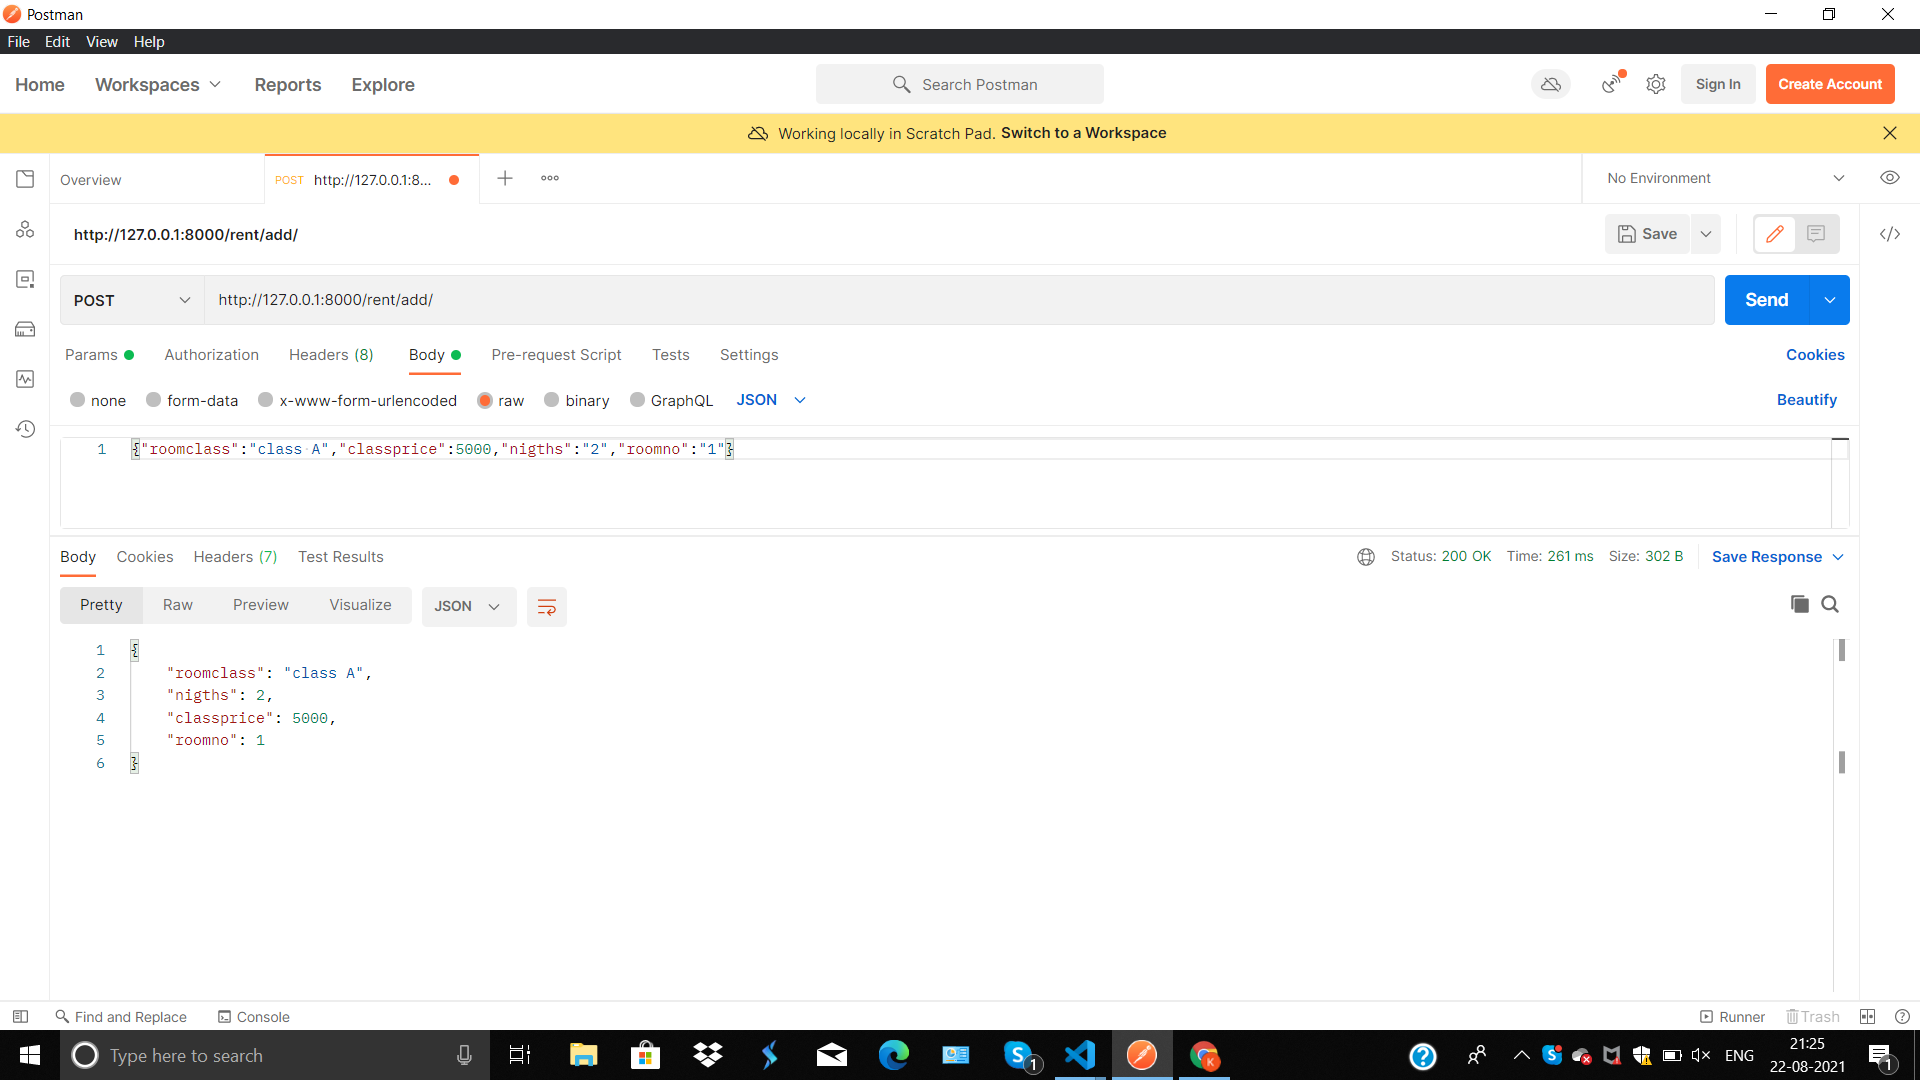 Postman
File Edit View Help
Home Workspaces Reports Explore Search Postman Sign In Create Account
Working locally in Scratch Pad. Switch to a Workspace
Overview POST http://127.0.0.1:8... No Environment
http://127.0.0.1:8000/rent/add/ Save
POST http://127.0.0.1:8000/rent/add/ Send
Params Authorization Headers (8) Body Pre-request Script Tests Settings Cookies
none form-data x-www-form-urlencoded raw binary GraphQL JSON Beautify
1 {"roomclass":"class A","classprice":5000,"nigths":"2","roomno":"1"}
Body Cookies Headers (7) Test Results Status: 200 OK Time: 261 ms Size: 302 B Save Response
Pretty Raw Preview Visualize JSON
1 {
2 "roomclass": "class A",
3 "nigths": 2,
4 "classprice": 5000,
5 "roomno": 1
6 }
Find and Replace Console Runner Trash
Type here to search 1 K ENG 21:25
22-08-2021 1